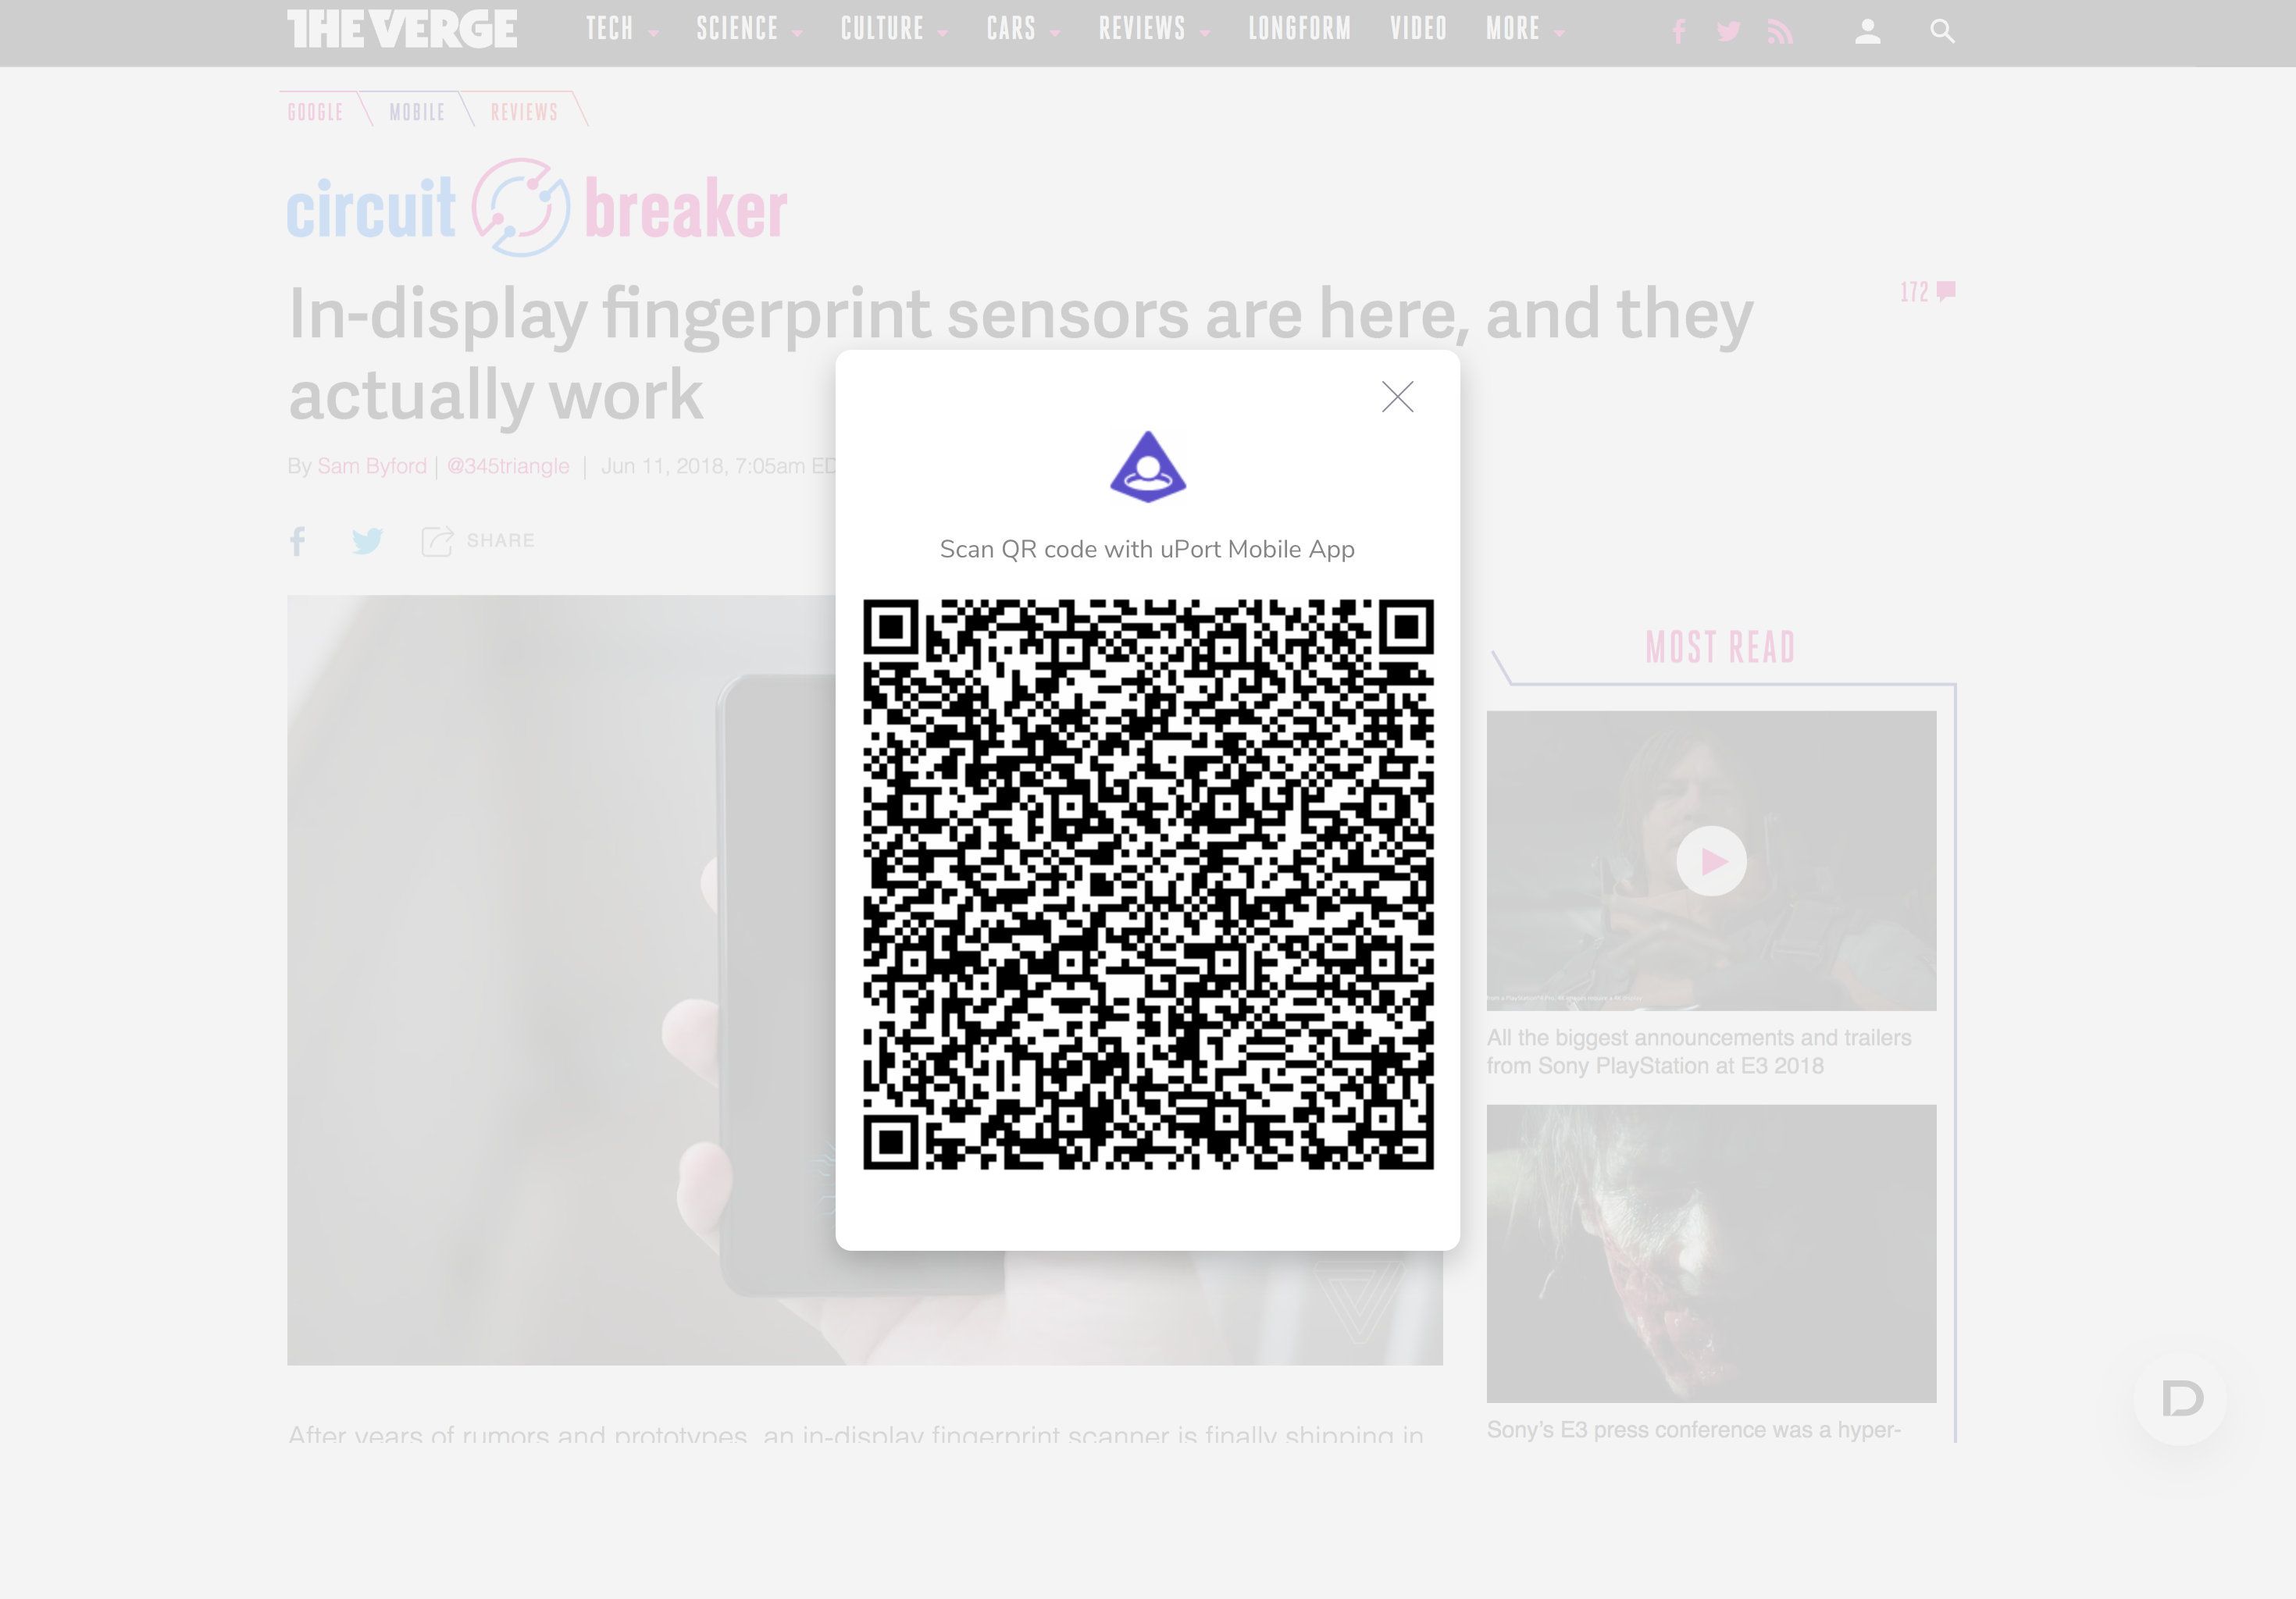 THE VERGE
TECH SCIENCE CULTURE CARS REVIEWS LONGFORM VIDEO MORE
GOOGLE MOBILE REVIEWS
circuit breaker
In-display fingerprint sensors are here, and they
actually work
172
By Sam Byford | @345triangle | Jun 11, 2018, 7:05am
SHARE
Scan QR code with uPort Mobile App
MOST READ
All the biggest announcements and trailers
from Sony PlayStation at E3 2018
After years of rumors and prototypes, an in-display fingerprint scanner is finally shipping in
Sony’s E3 press conference was a hyper-
D